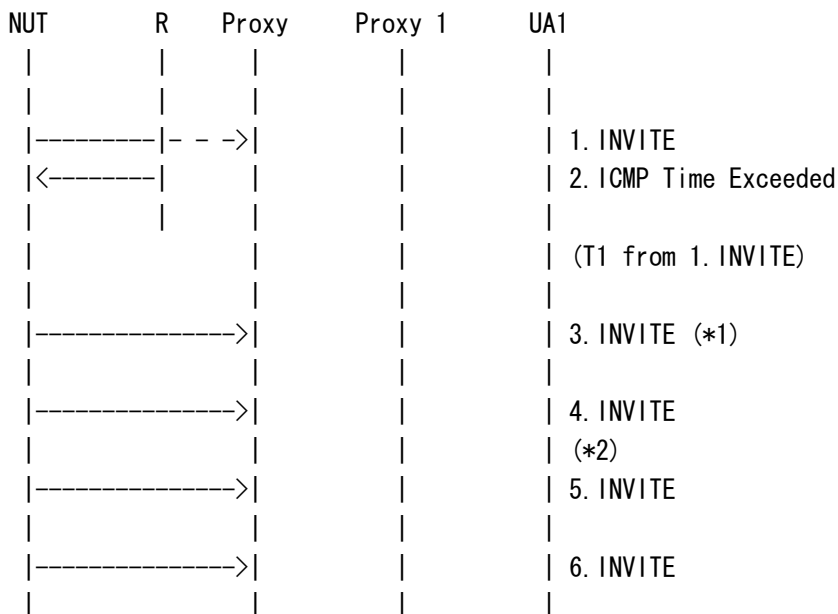 NUT R Proxy Proxy 1 UA1
| | | | |
| | | | |
|---------|- - ->| | | 1. INVITE
|<--------| | | 2. ICMP Time Exceeded
| | | | |
| | | | (T1 from 1. INVITE)
| | | |
|--------------->| | | 3. INVITE (*1)
| | | |
|--------------->| | | 4. INVITE
| | | | (*2)
|--------------->| | | 5. INVITE
| | | |
|--------------->| | | 6. INVITE
| | | |